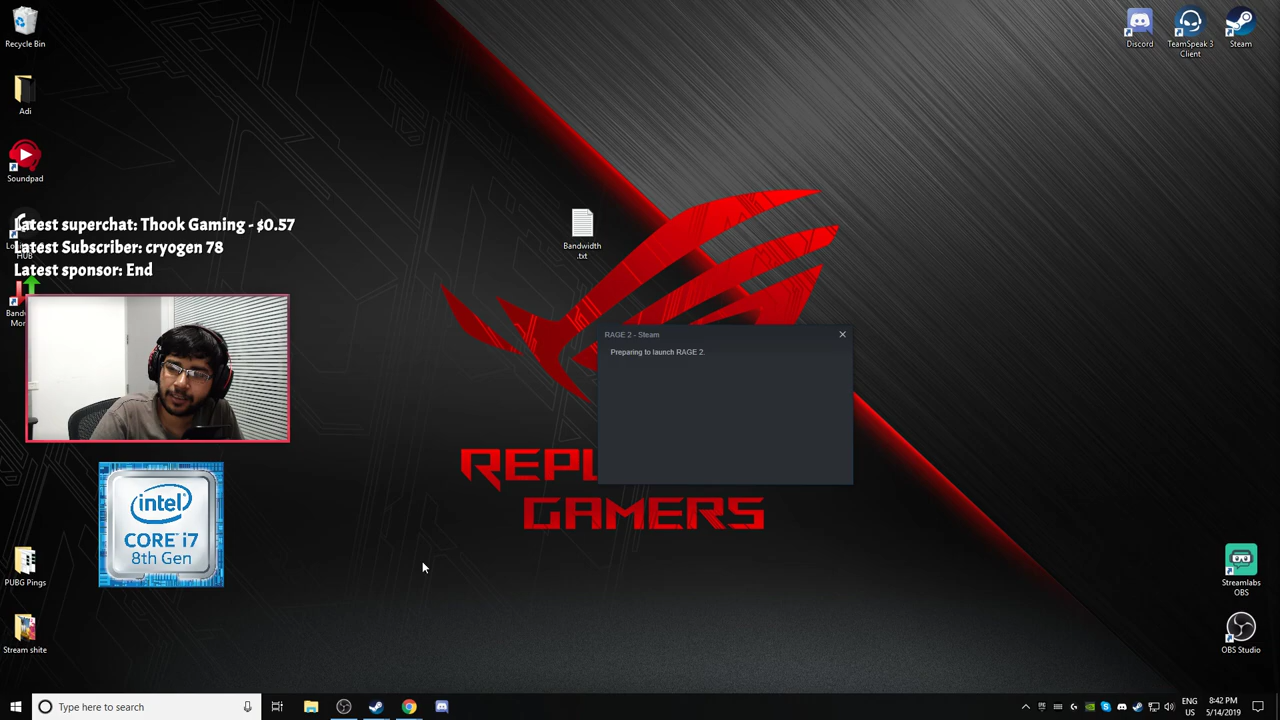 Recycle Bin
Adi
Soundpad
Latest superchat: Thook Gaming - $0.57
Latest Subscriber: cryogen 78
HUB
Latest sponsor: End
Discord
TeamSpeak 3
Client
Steam
Bandwidth
.txt
RAGE 2 - Steam
Preparing to launch RAGE 2.
GAMERS
intel
CORE i7
8th Gen
PUBG Pings
Stream shite
Streamlabs
OBS
OBS Studio
Type here to search
ENG
US
8:42 PM
5/14/2019